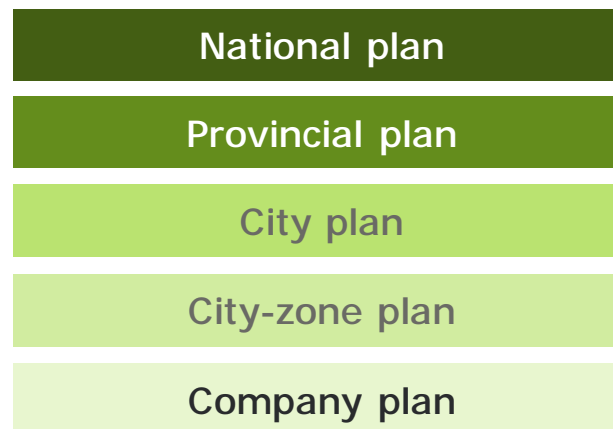 National plan
Provincial plan
City plan
City-zone plan
Company plan